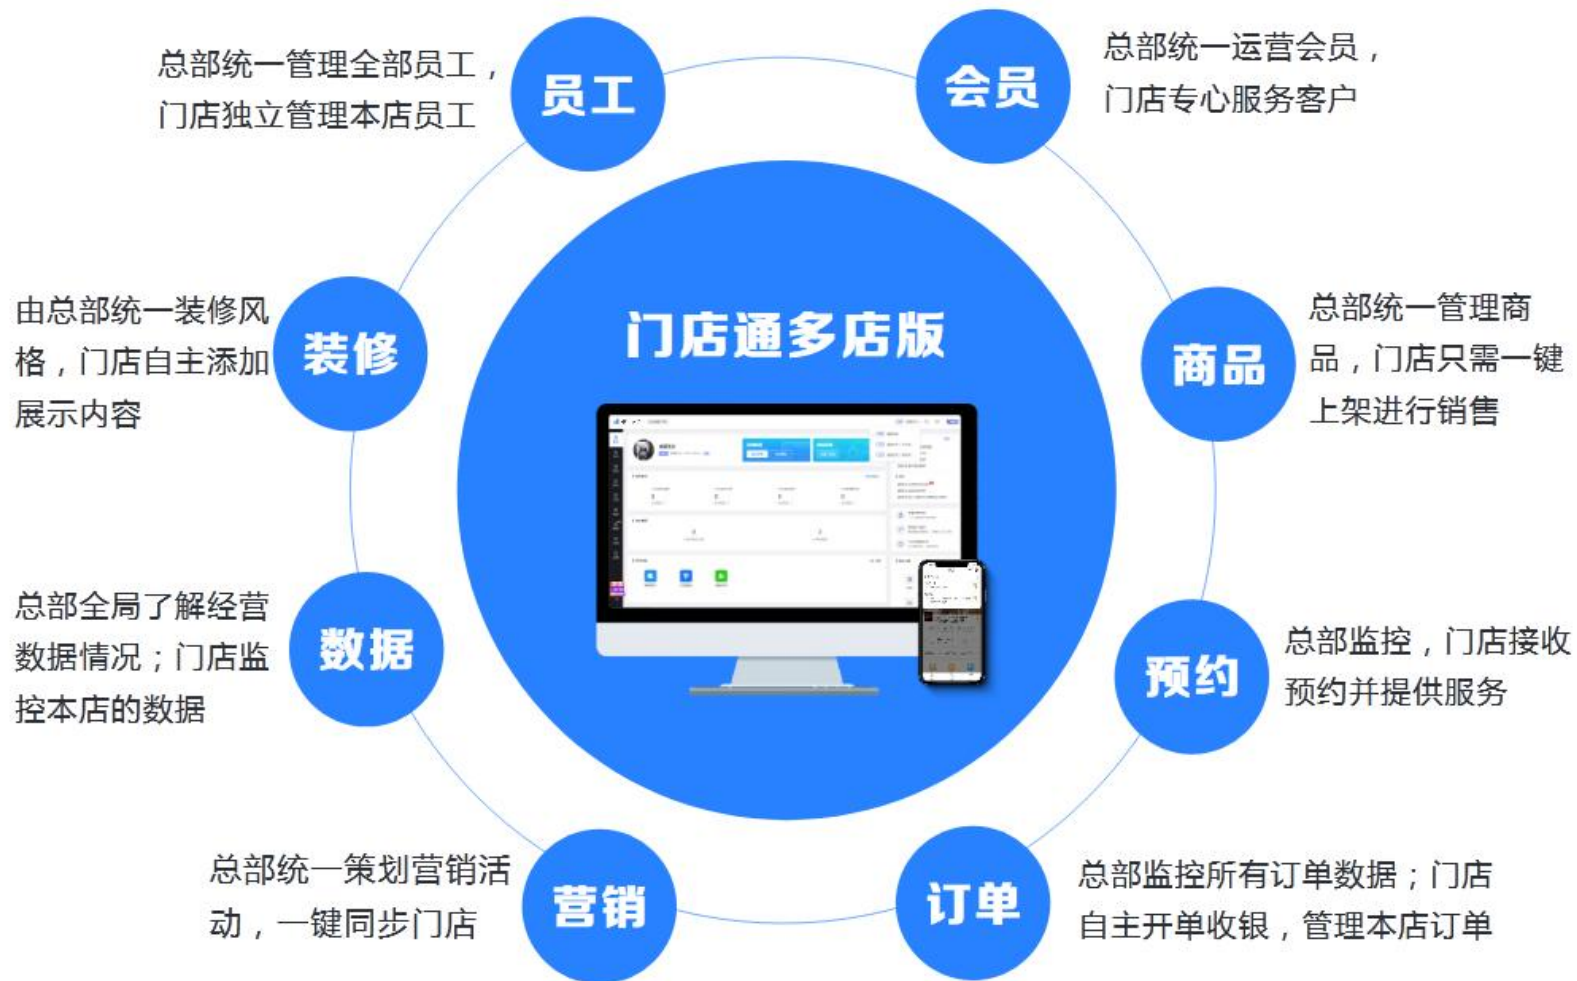 员工
总部统一管理全部员工，
门店独立管理本店员工
会员
总部统一运营会员，
门店专心服务客户
门店通多店版
装修
由总部统一装修风
格，门店自主添加
展示内容
商品
总部统一管理商
品，门店只需一键
上架进行销售
数据
总部全局了解经营
数据情况；门店监
控本店的数据
预约
总部监控，门店接收
预约并提供服务
营销
总部统一策划营销活
动，一键同步门店
订单
总部监控所有订单数据；门店
自主开单收银，管理本店订单